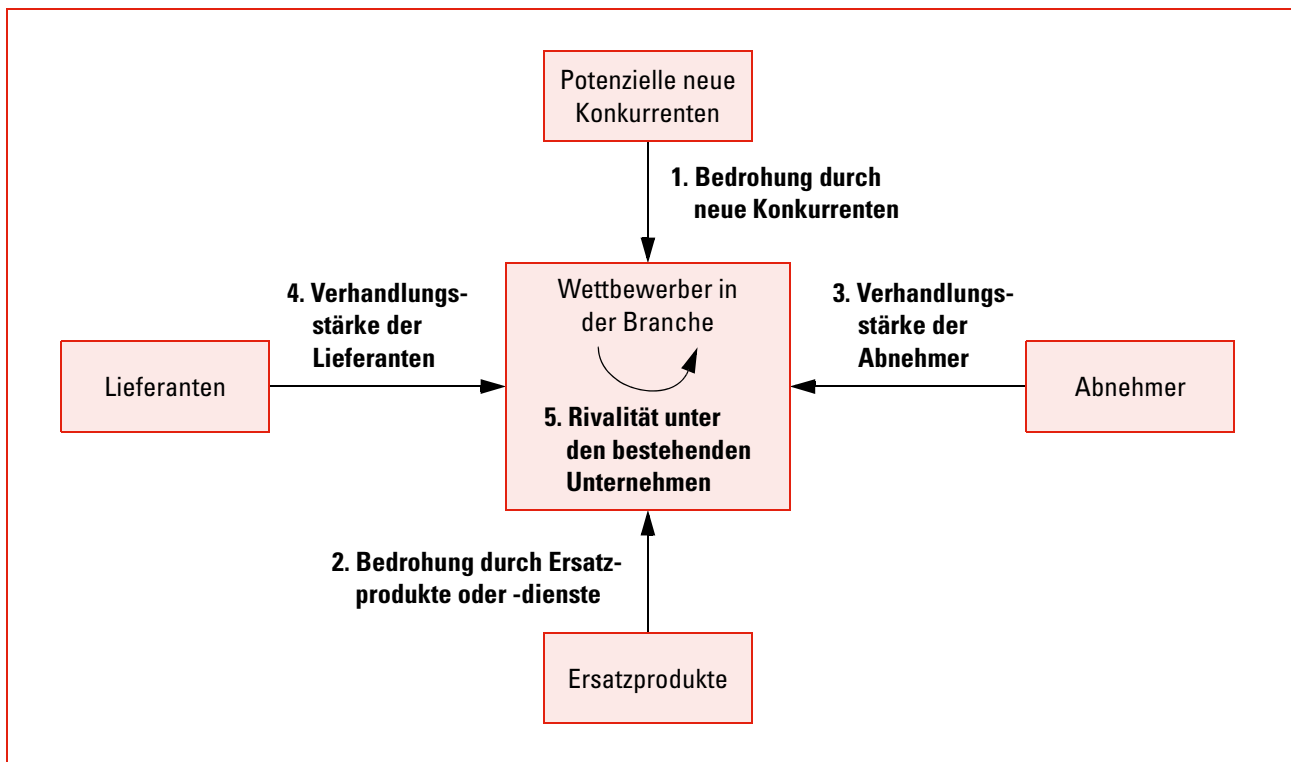 Potenzielle neue
Konkurrenten
1. Bedrohung durch
neue Konkurrenten
4. Verhandlungs-
stärke der
Lieferanten
Wettbewerber in
der Branche
3. Verhandlungs-
stärke der
Abnehmer
Lieferanten
Abnehmer
5. Rivalität unter
den bestehenden
Unternehmen
2. Bedrohung durch Ersatz-
produkte oder -dienste
Ersatzprodukte